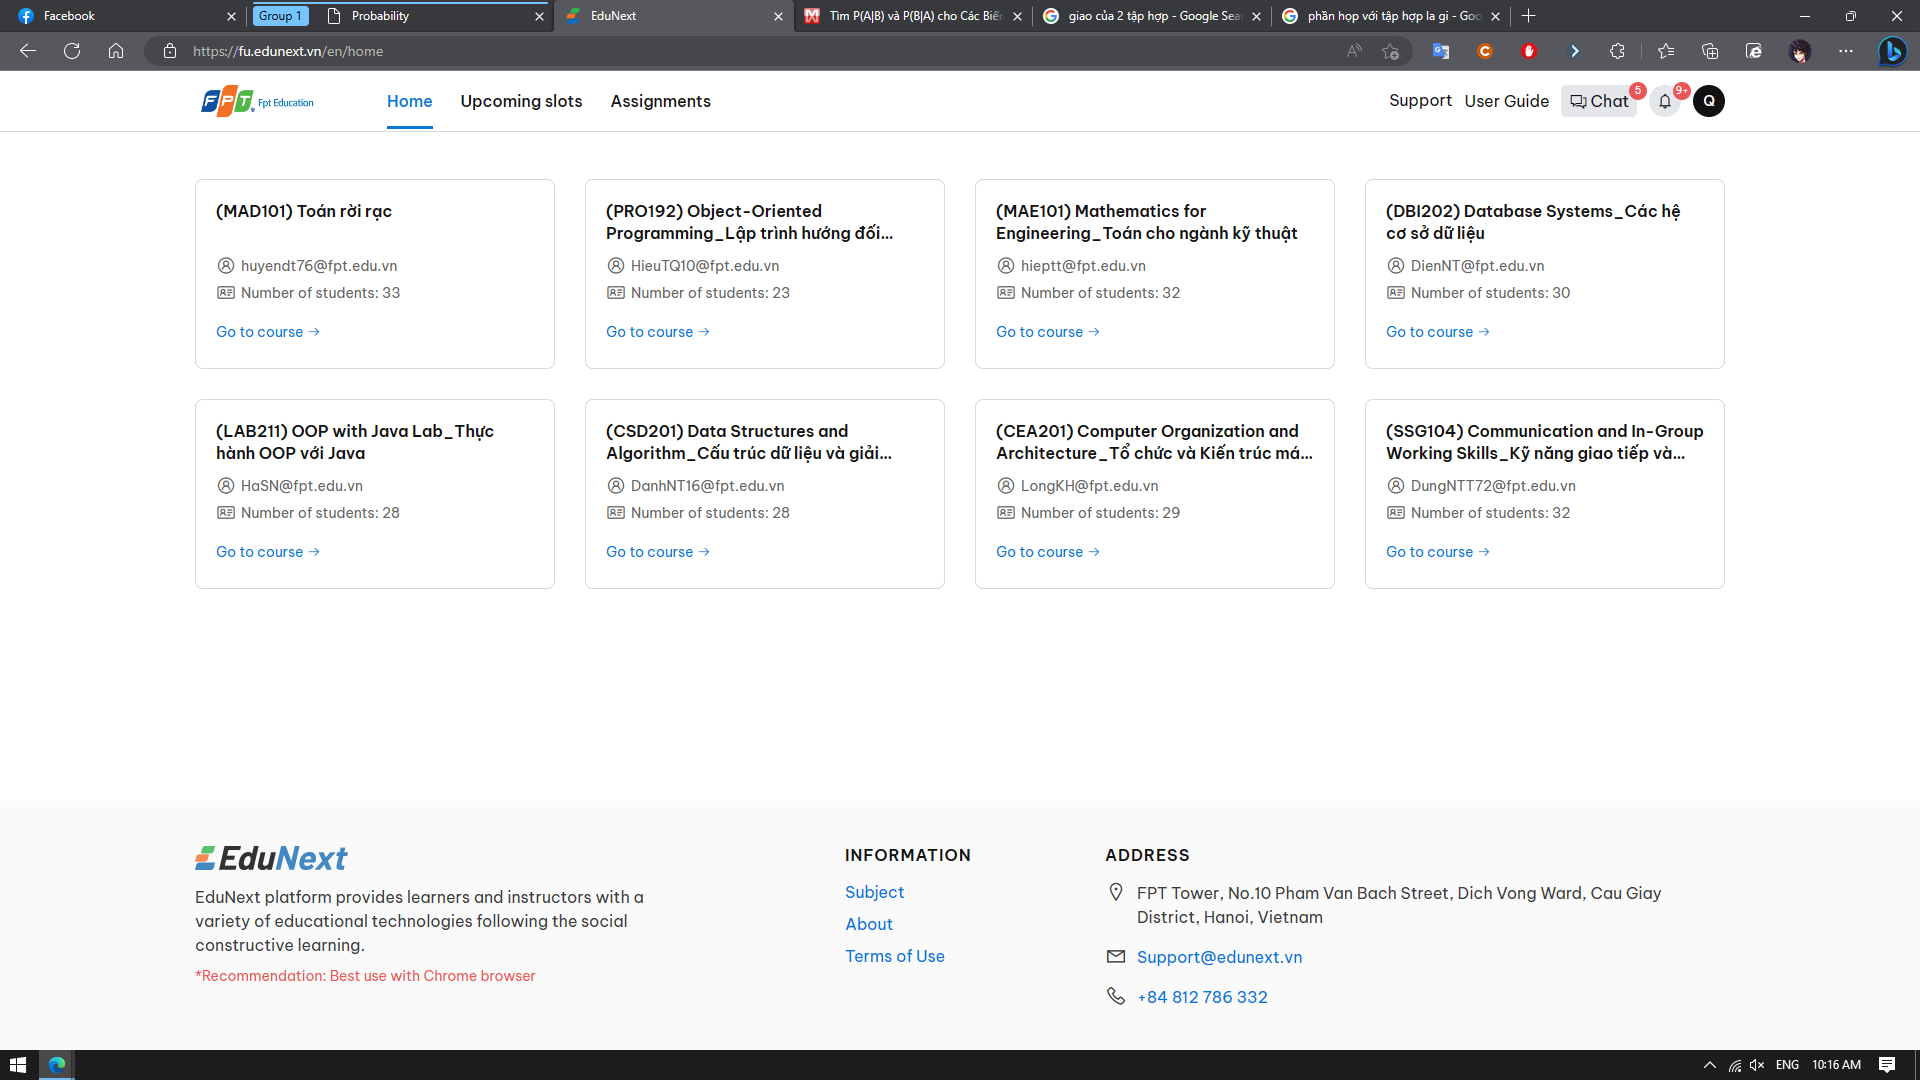 Facebook
Group 1
Probability
EduNext
Tìm P(A|B) và P(B|A) cho Các Biến
giao của 2 tập hợp - Google Sea
phần họp với tập hợp la gi - Goo
https://fu.edunext.vn/en/home
FPT Fpt Education
Home
Upcoming slots
Assignments
Support
User Guide
Chat
5
9+
Q
(MAD101) Toán rời rạc
huyendt76@fpt.edu.vn
Number of students: 33
Go to course →
(PRO192) Object-Oriented
Programming_Lập trình hướng đối...
HieuTQ10@fpt.edu.vn
Number of students: 23
Go to course →
(MAE101) Mathematics for
Engineering_Toán cho ngành kỹ thuật
hieptt@fpt.edu.vn
Number of students: 32
Go to course →
(DBI202) Database Systems_Các hệ
cơ sở dữ liệu
DienNT@fpt.edu.vn
Number of students: 30
Go to course →
(LAB211) OOP with Java Lab_Thực
hành OOP với Java
HaSN@fpt.edu.vn
Number of students: 28
Go to course →
(CSD201) Data Structures and
Algorithm_Cấu trúc dữ liệu và giải...
DanhNT16@fpt.edu.vn
Number of students: 28
Go to course →
(CEA201) Computer Organization and
Architecture_Tổ chức và Kiến trúc má...
LongKH@fpt.edu.vn
Number of students: 29
Go to course →
(SSG104) Communication and In-Group
Working Skills_Kỹ năng giao tiếp và...
DungNTT72@fpt.edu.vn
Number of students: 32
Go to course →
EduNext
EduNext platform provides learners and instructors with a
variety of educational technologies following the social
constructive learning.
*Recommendation: Best use with Chrome browser
INFORMATION
Subject
About
Terms of Use
ADDRESS
FPT Tower, No.10 Pham Van Bach Street, Dich Vong Ward, Cau Giay
District, Hanoi, Vietnam
Support@edunext.vn
+84 812 786 332
ENG
10:16 AM